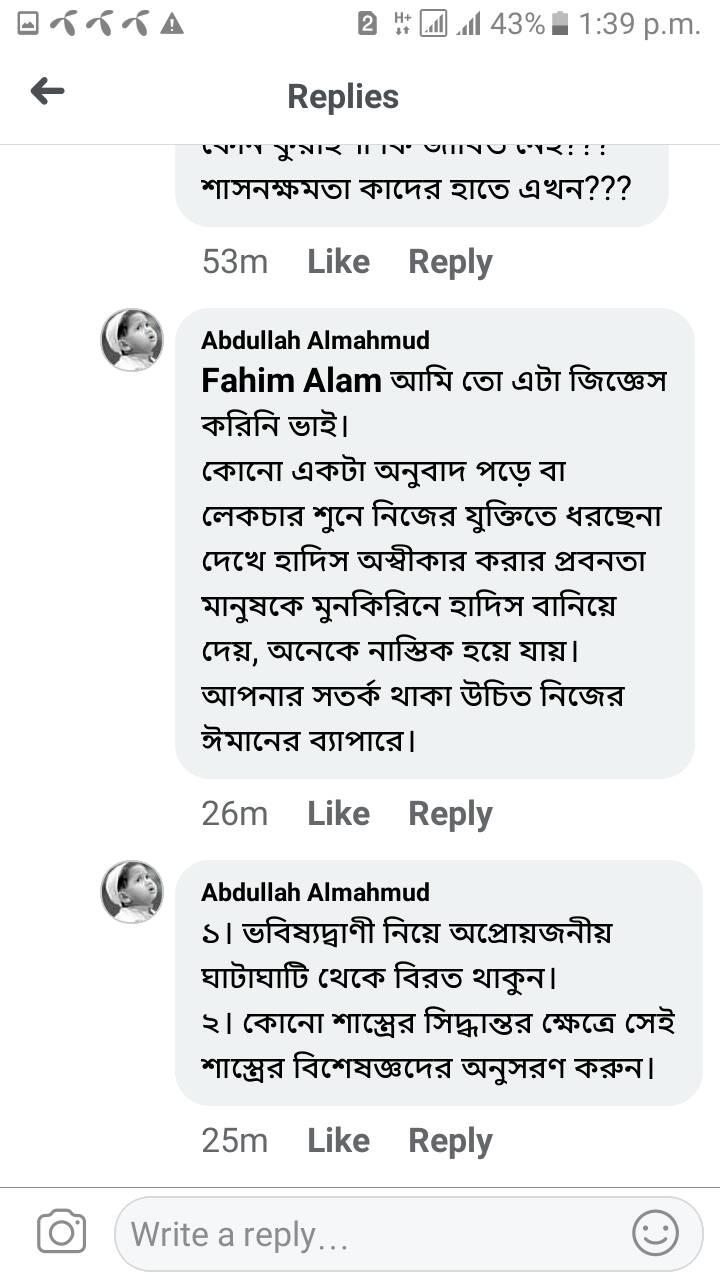 2 H+ 43% 1:39 p.m.
Replies
শাসনক্ষমতা কাদের হাতে এখন???
53m Like Reply
Abdullah Almahmud
Fahim Alam আমি তো এটা জিজ্ঞেস
করিনি ভাই।
কোনো একটা অনুবাদ পড়ে বা
লেকচার শুনে নিজের যুক্তিতে ধরছেনা
দেখে হাদিস অস্বীকার করার প্রবনতা
মানুষকে মুনকিরিনে হাদিস বানিয়ে
দেয়, অনেকে নাস্তিক হয়ে যায়।
আপনার সতর্ক থাকা উচিত নিজের
ঈমানের ব্যাপারে।
26m Like Reply
Abdullah Almahmud
১। ভবিষ্যদ্বাণী নিয়ে অপ্রোয়জনীয়
ঘাটাঘাটি থেকে বিরত থাকুন।
২। কোনো শাস্ত্রের সিদ্ধান্তর ক্ষেত্রে সেই
শাস্ত্রের বিশেষজ্ঞদের অনুসরণ করুন।
25m Like Reply
Write a reply...